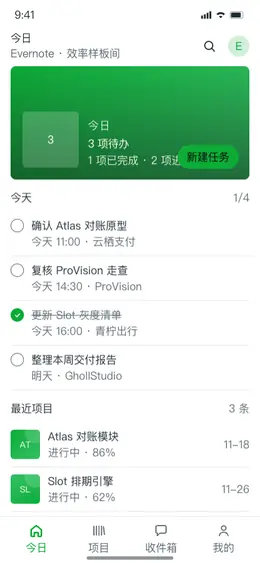 9:41
今日
Evernote · 效率样板间
E
3
今日
3 项待办
1 项已完成 · 2 项进
新建任务
今天
1/4
确认 Atlas 对账原型
今天 11:00 · 云栖支付
复核 ProVision 走查
今天 14:30 · ProVision
更新 Slot 灰度清单
今天 16:00 · 青柠出行
整理本周交付报告
明天 · GhollStudio
最近项目
3 条
AT
Atlas 对账模块
进行中 · 86%
11-18
SL
Slot 排期引擎
进行中 · 62%
11-26
今日
项目
收件箱
我的